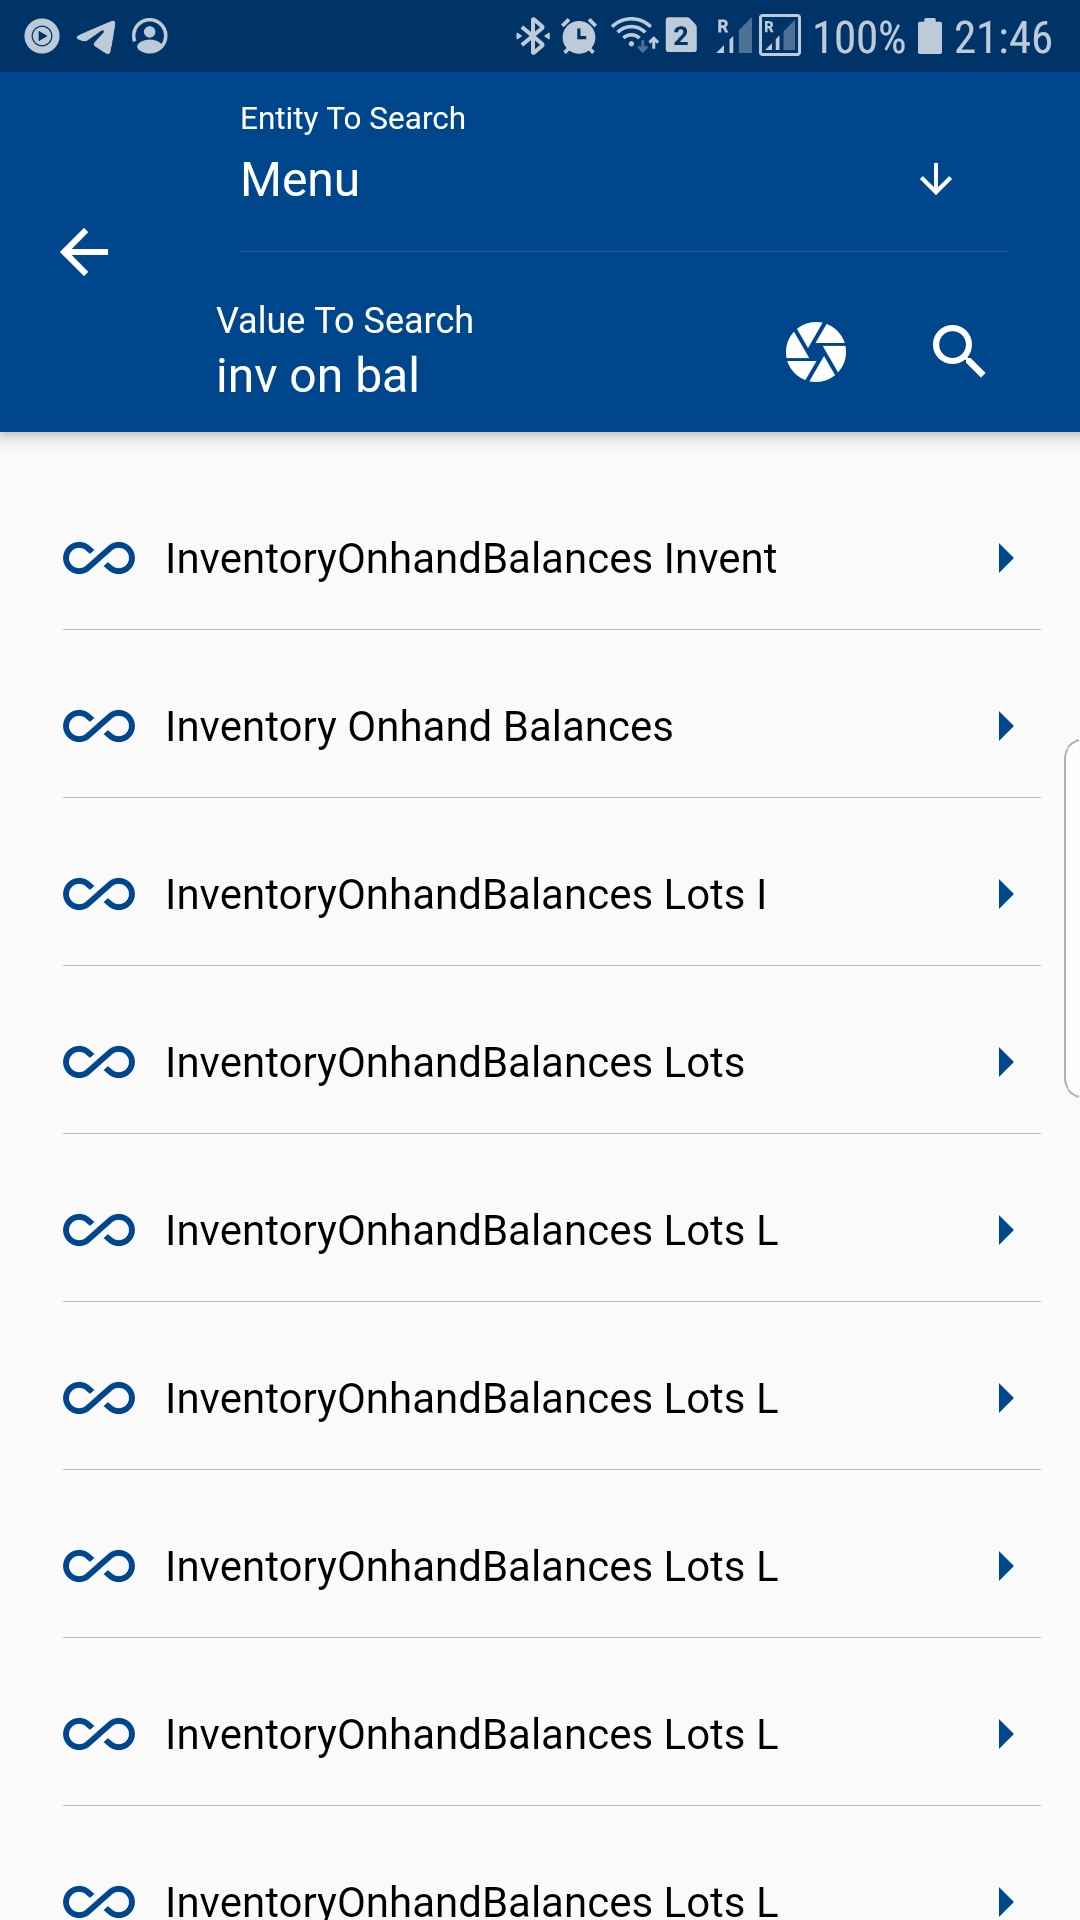 R 2 R 100% 21:46
Entity To Search
Menu
Value To Search
inv on bal
InventoryOnhandBalances Invent
Inventory Onhand Balances
InventoryOnhandBalances Lots I
InventoryOnhandBalances Lots
InventoryOnhandBalances Lots L
InventoryOnhandBalances Lots L
InventoryOnhandBalances Lots L
InventoryOnhandBalances Lots L
InventoryOnhandBalances Lots L